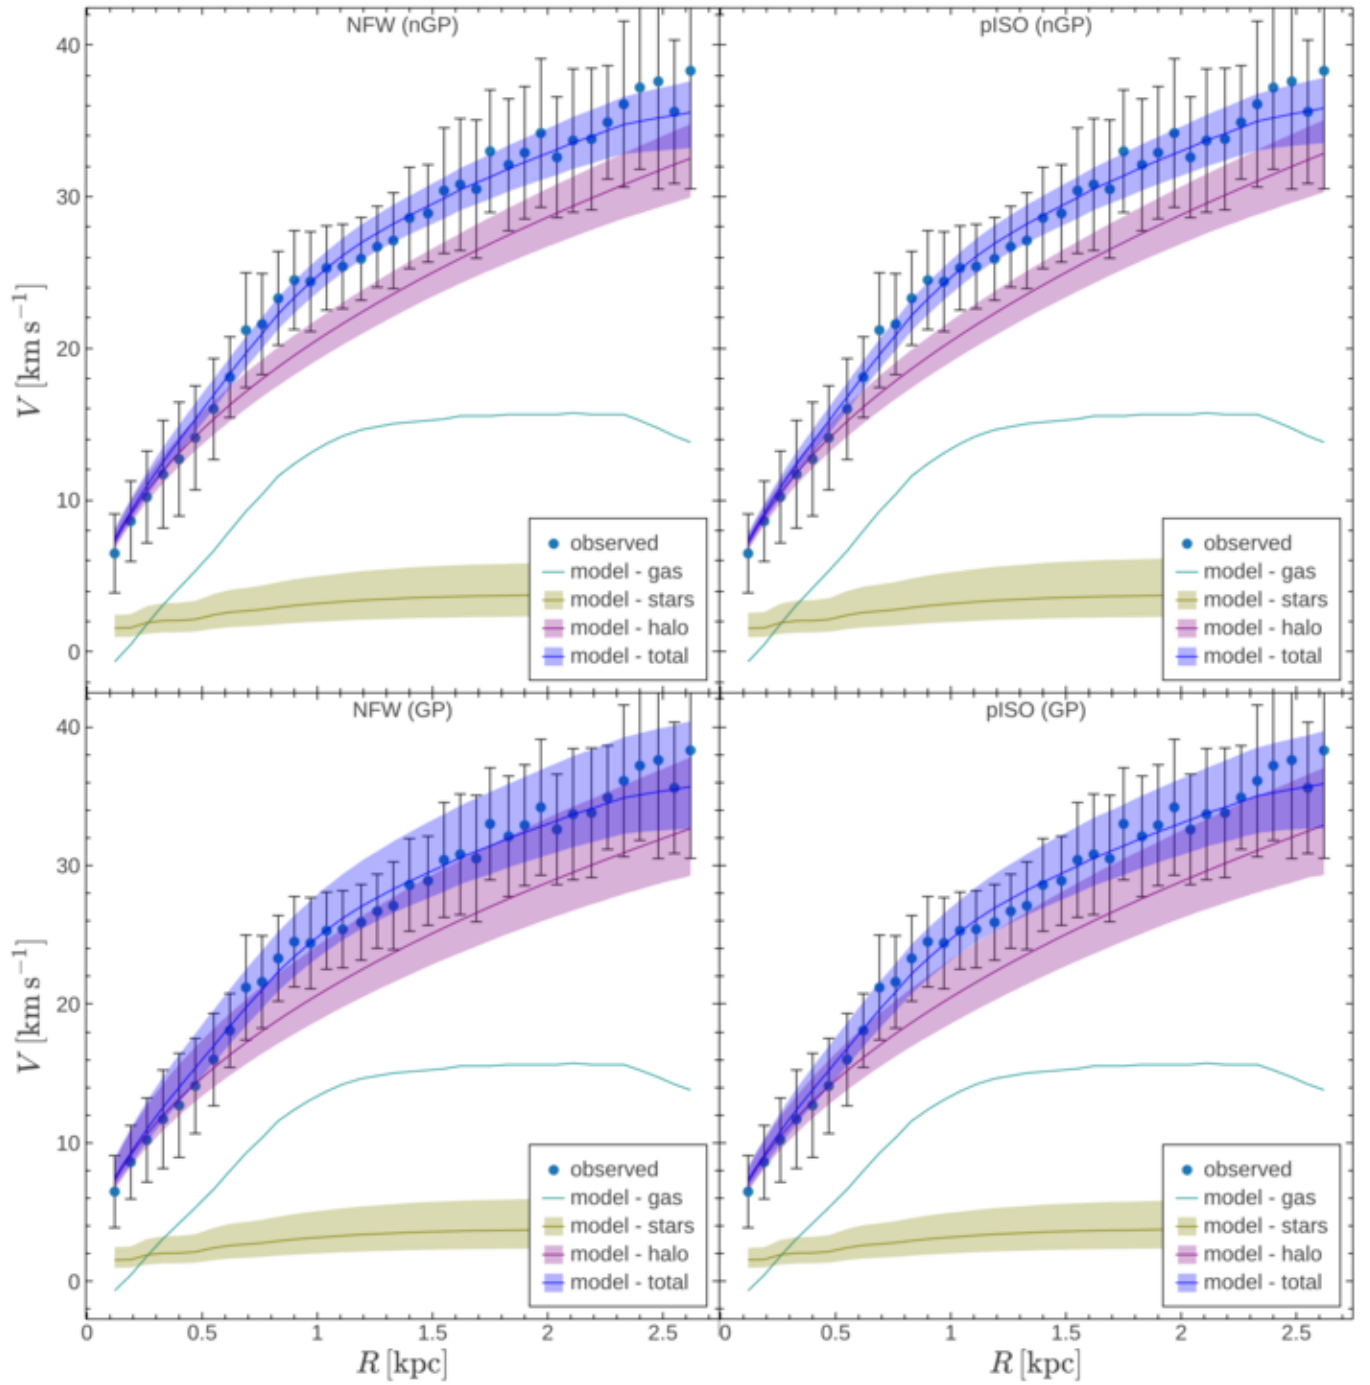 NFW (nGP)
pISO (nGP)
40
30
20
10
0
V [km s⁻¹]
observed
model - gas
model - stars
model - halo
model - total
observed
model - gas
model - stars
model - halo
model - total
NFW (GP)
pISO (GP)
40
30
20
10
0
V [km s⁻¹]
observed
model - gas
model - stars
model - halo
model - total
observed
model - gas
model - stars
model - halo
model - total
0 0.5 1 1.5 2 2.5 0 0.5 1 1.5 2 2.5
R [kpc]
R [kpc]